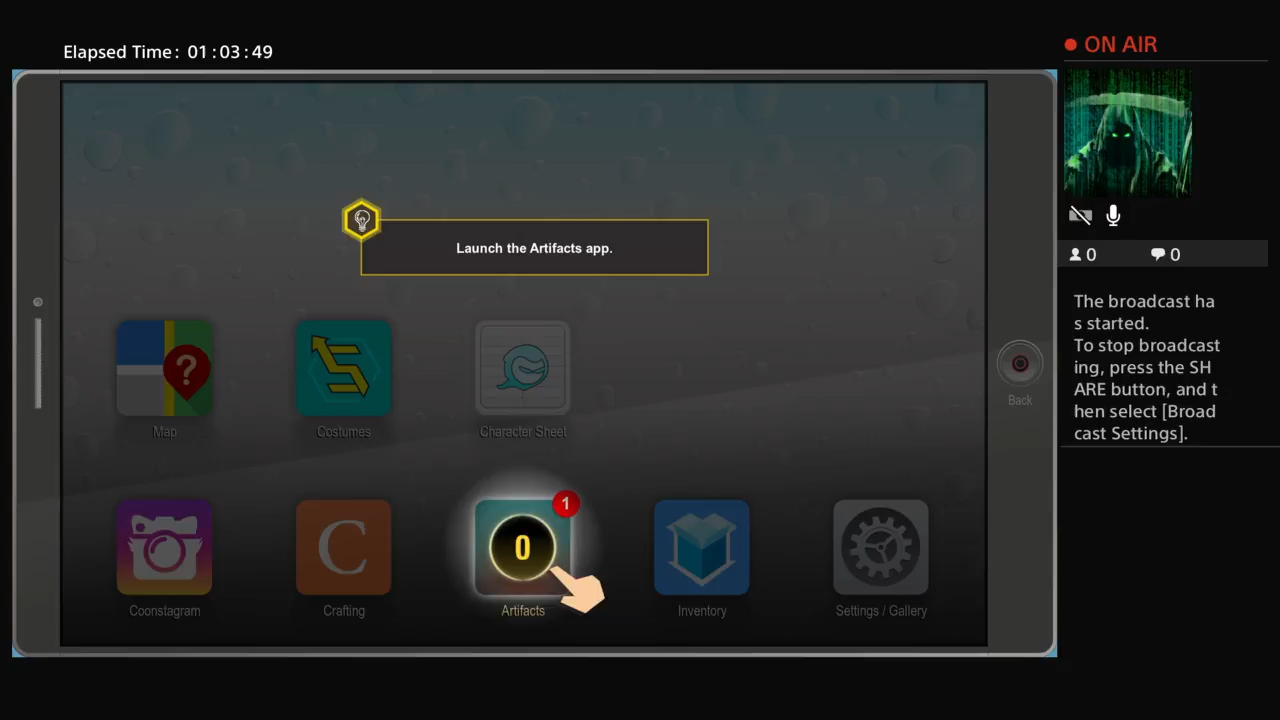 Elapsed Time: 01:03:49
ON AIR
Launch the Artifacts app.
0
0
The broadcast ha
s started.
To stop broadcast
ing, press the SH
ARE button, and t
hen select [Broad
cast Settings].
?
Map
Costumes
Character Sheet
Back
C
1
0
Coonstagram
Crafting
Artifacts
Inventory
Settings / Gallery